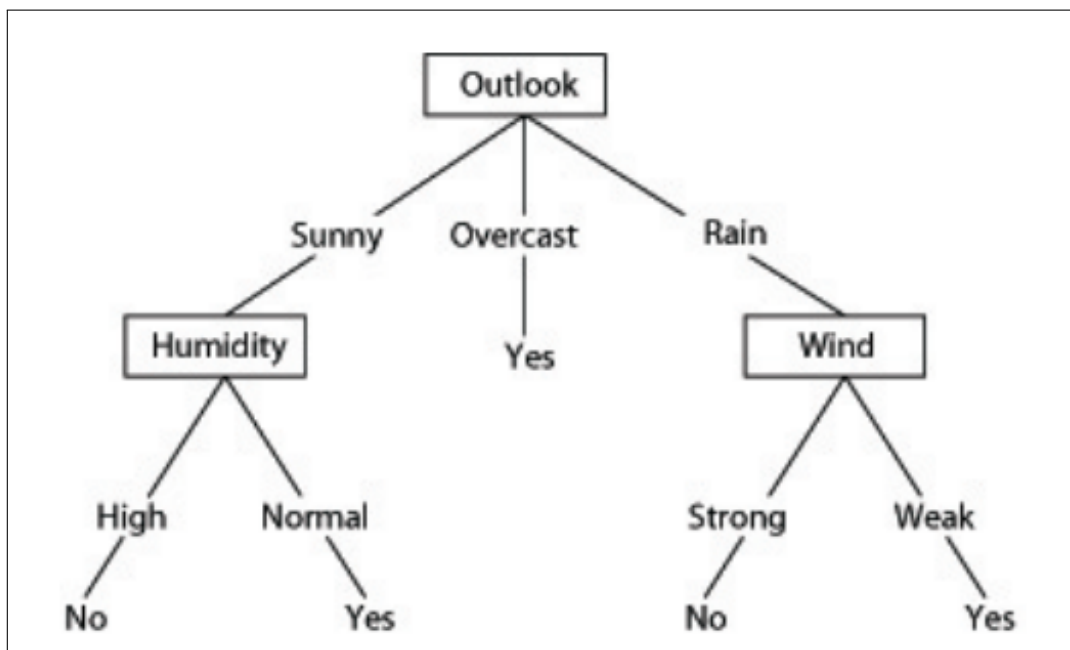 Outlook
Sunny Overcast Rain
Humidity Yes Wind
High Normal Strong Weak
No Yes No Yes